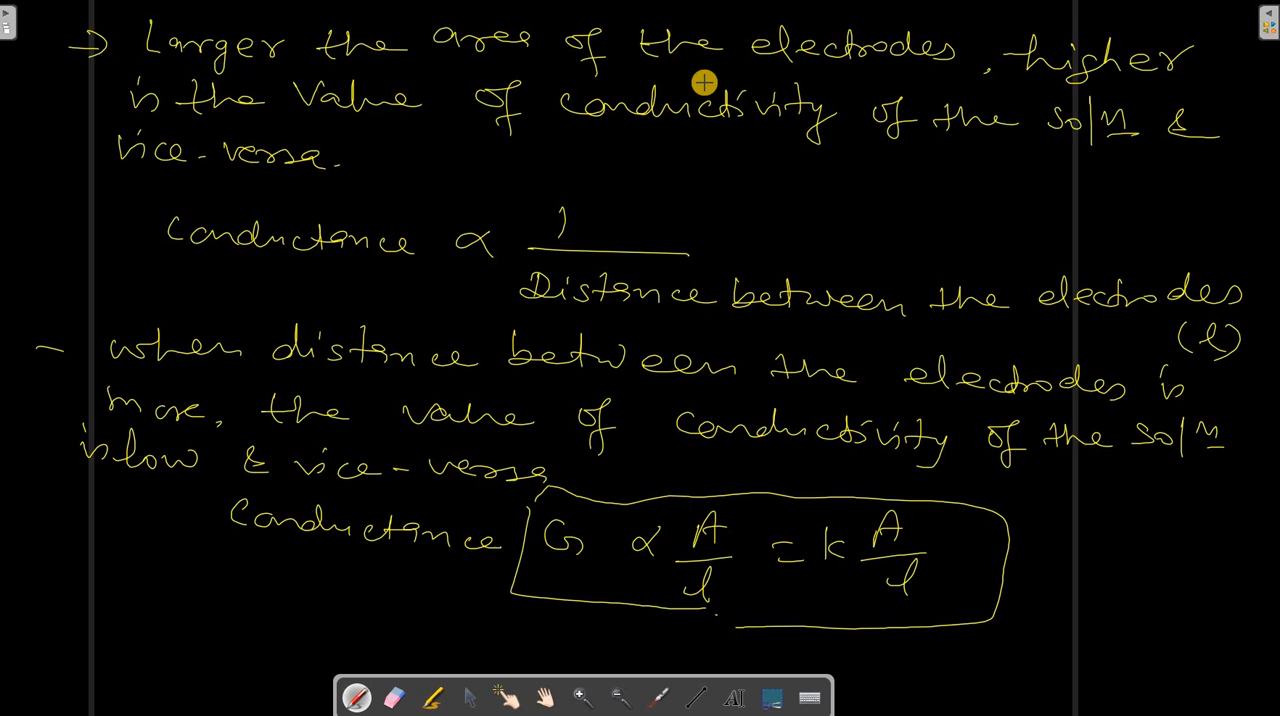 → Larger the area of the electrodes, higher
is the value of conductivity of the sol n &
vice-versa.
Conductance ∝ 1
Distance between the electrodes
(l)
- when distance between the electrodes is
more, the value of conductivity of the sol n
is low & vice-versa
Conductance G ∝ A/l = k A/l
AI